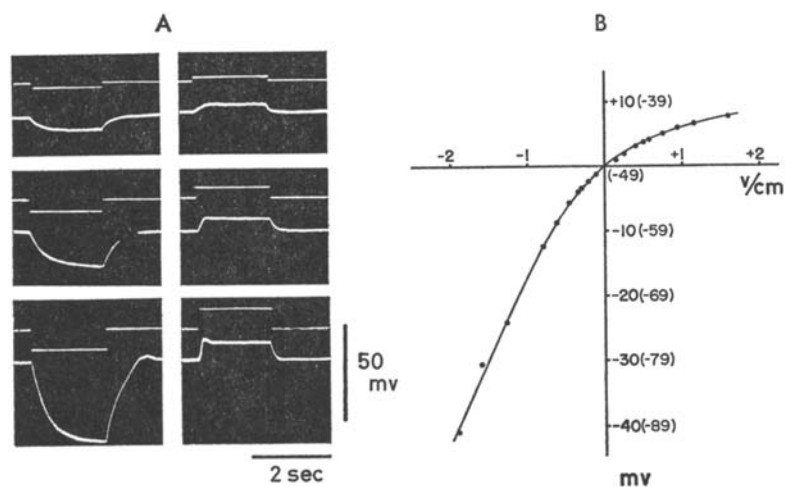 A
50
mv
2 sec
B
+10(-39)
-2
-1
+1
+2
(-49)
v/cm
-10(-59)
-20(-69)
-30(-79)
-40(-89)
mv